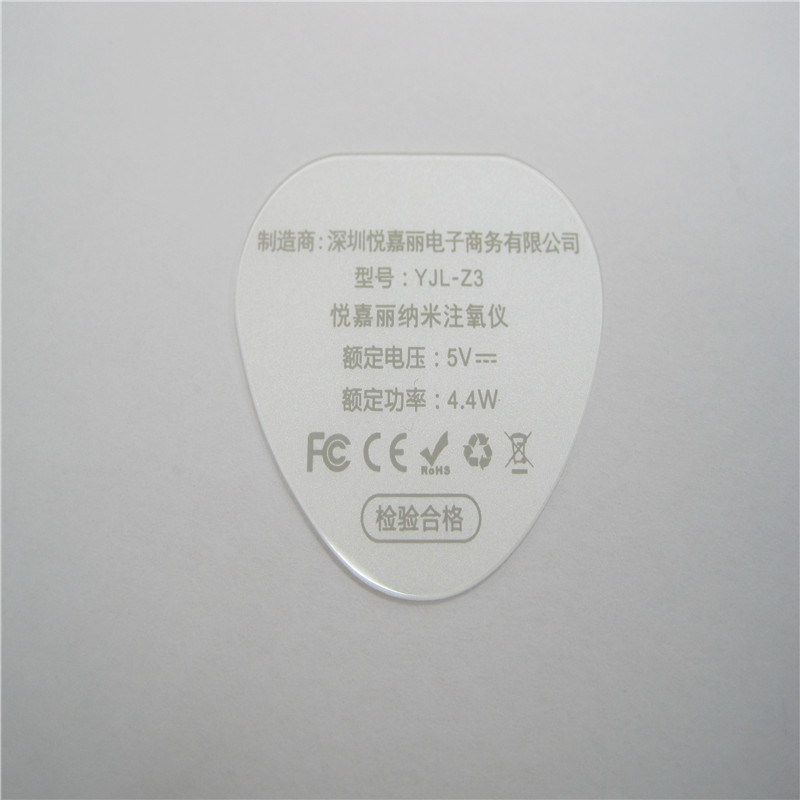 制造商：深圳悦嘉丽电子商务有限公司
型号：YJL-Z3
悦嘉丽纳米注氧仪
额定电压：5V
额定功率：4.4W
FC CE RoHS
检验合格